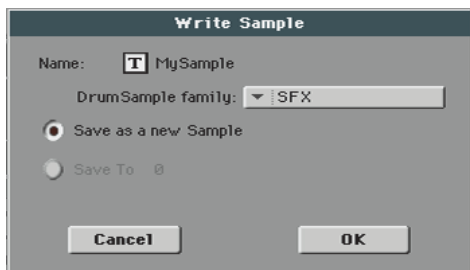 Write Sample
Name: T MySample
DrumSample family: SFX
Save as a new Sample
Save To 0
Cancel OK